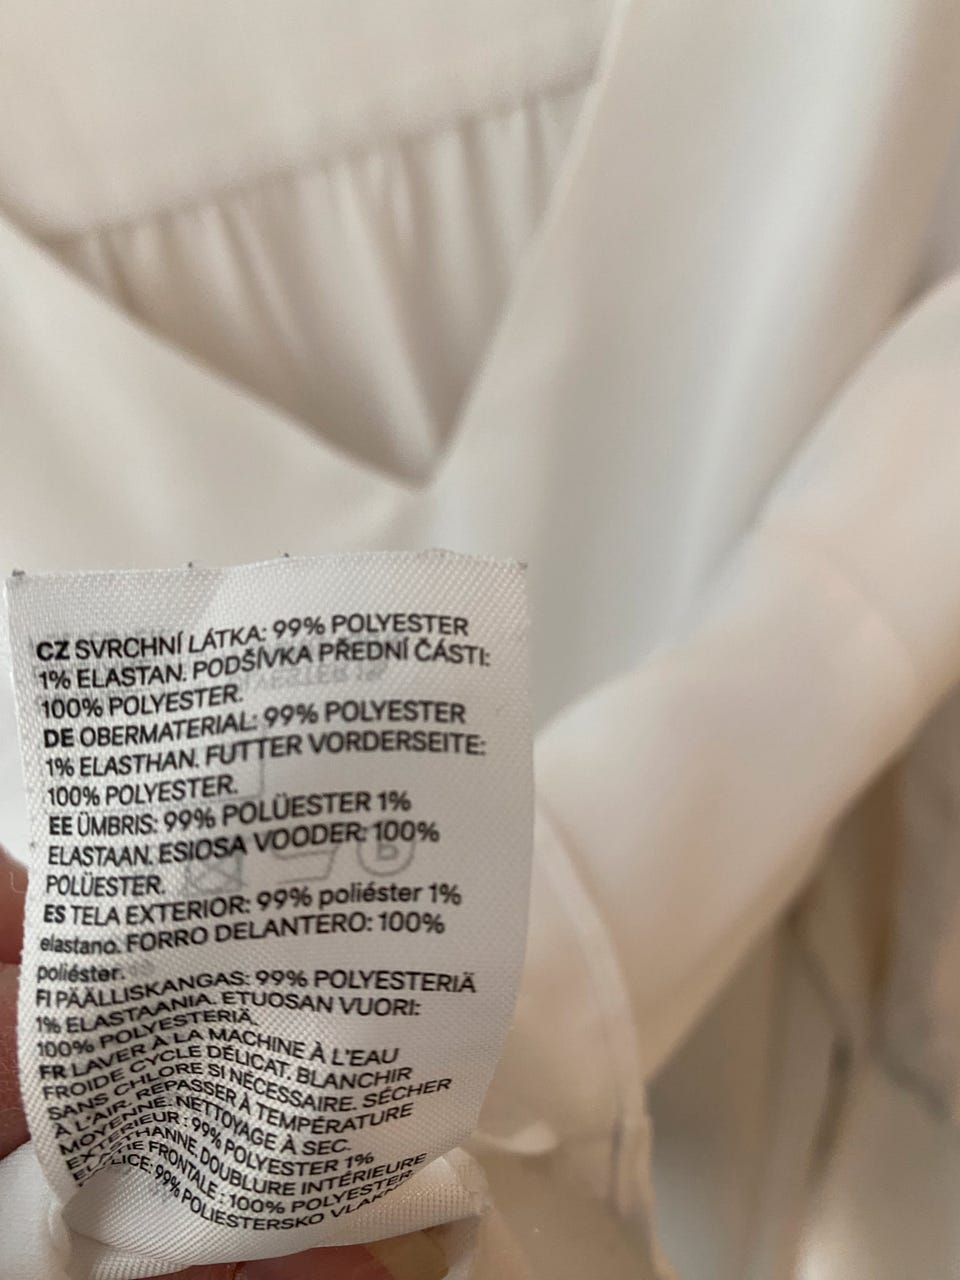 CZ SVRCHNÍ LÁTKA: 99% POLYESTER
1% ELASTAN. PODŠÍVKA PŘEDNÍ ČÁSTI:
100% POLYESTER.
DE OBERMATERIAL: 99% POLYESTER
1% ELASTHAN. FUTTER VORDERSEITE:
100% POLYESTER.
EE ÜMBRIS: 99% POLÜESTER 1%
ELASTAAN. ESIOSA VOODER: 100%
POLÜESTER.
ES TELA EXTERIOR: 99% poliéster 1%
elastano. FORRO DELANTERO: 100%
poliéster.
FI PÄÄLLISKANGAS: 99% POLYESTERIÄ
1% ELASTAANIA. ETUOSAN VUORI:
100% POLYESTERIÄ.
FR LAVER À LA MACHINE À L'EAU
FROIDE CYCLE DÉLICAT. BLANCHIR
SANS CHLORE SI NÉCESSAIRE. SÉCHER
À L'AIR. REPASSER À TEMPÉRATURE
MOYENNE. NETTOYAGE À SEC.
EXTÉRIEUR : 99% POLYESTER 1%
ÉLASTHANNE. DOUBLURE INTÉRIEURE
FRONTALE : 100% POLYESTER.
99% POLIESTERSKO